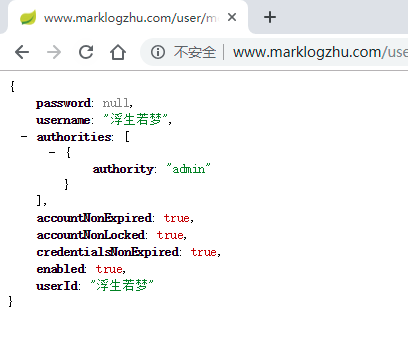 www.marklogzhu.com/user/m
不安全 www.marklogzhu.com/use
{
password: null,
username: "浮生若梦",
- authorities: [
- {
authority: "admin"
}
],
accountNonExpired: true,
accountNonLocked: true,
credentialsNonExpired: true,
enabled: true,
userId: "浮生若梦"
}